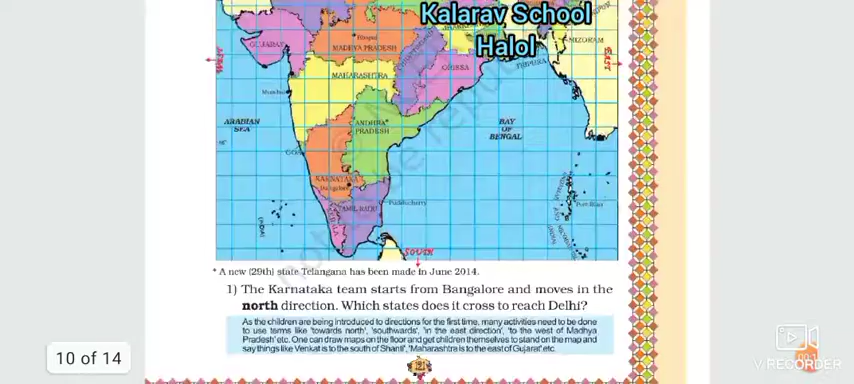 Kalarav School
Halol
GUJARAT
Bhopal
MADHYA PRADESH
MIZORAM
TRIPURA
EAST
ORISSA
MAHARASHTRA
Mumbai
ARABIAN
SEA
ANDHRA
PRADESH
BAY
OF
BENGAL
GOA
KARNATAKA
Bangalore
TAMIL NADU
Puducherry
KERALA
Port Blair
SOUTH
* A new (29th) state Telangana has been made in June 2014.
1) The Karnataka team starts from Bangalore and moves in the
north direction. Which states does it cross to reach Delhi?
As the children are being introduced to directions for the first time, many activities need to be done
to use terms like 'towards north', 'southwards', 'in the east direction', 'to the west of Madhya
Pradesh' etc. One can draw maps on the floor and get children themselves to stand on the map and
say things like 'Venkat is to the south of Shanti', 'Maharashtra is to the east of Gujarat' etc.
10 of 14
V.RECORDER